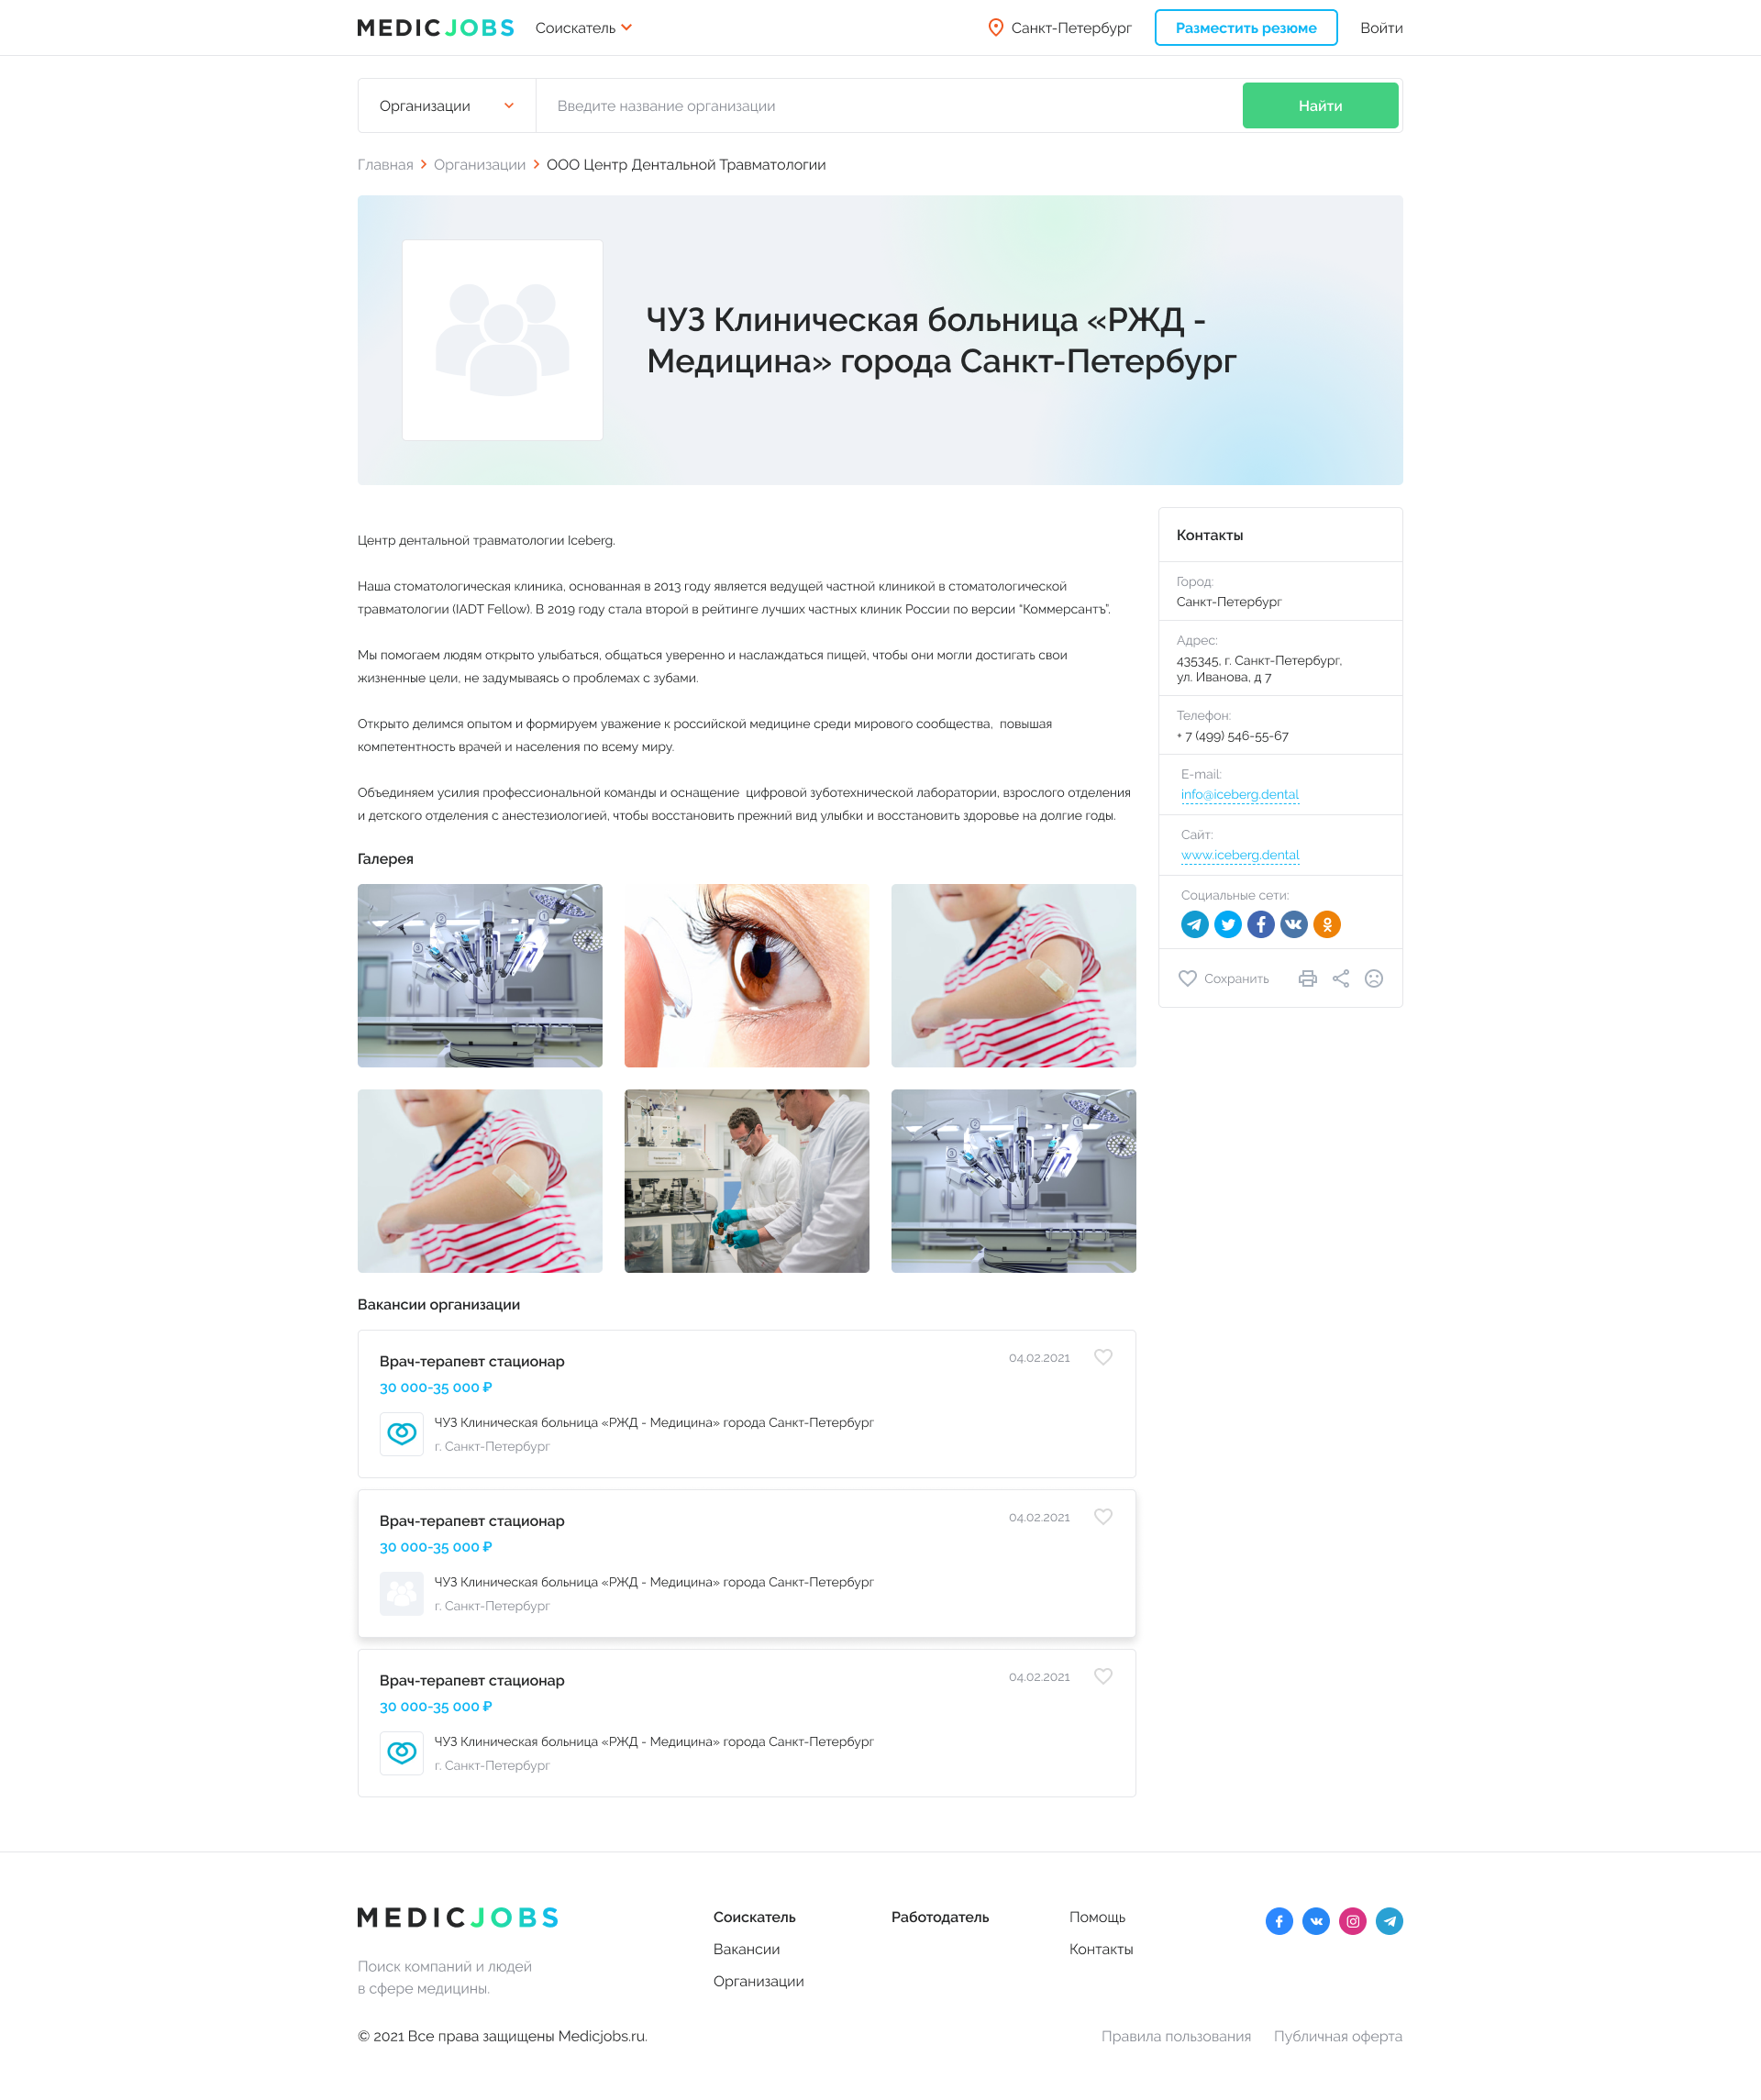 MEDICJOBS
Соискатель
Санкт-Петербург
Разместить резюме
Войти
Организации
Введите название организации
Найти
Главная
Организации
ООО Центр Дентальной Травматологии
ЧУЗ Клиническая больница «РЖД -
Медицина» города Санкт-Петербург
Центр дентальной травматологии Iceberg.
Наша стоматологическая клиника, основанная в 2013 году является ведущей частной клиникой в стоматологической
травматологии (IADT Fellow). В 2019 году стала второй в рейтинге лучших частных клиник России по версии “Коммерсантъ”.
Мы помогаем людям открыто улыбаться, общаться уверенно и наслаждаться пищей, чтобы они могли достигать свои
жизненные цели, не задумываясь о проблемах с зубами.
Открыто делимся опытом и формируем уважение к российской медицине среди мирового сообщества,  повышая
компетентность врачей и населения по всему миру.
Объединяем усилия профессиональной команды и оснащение  цифровой зуботехнической лаборатории, взрослого отделения
и детского отделения с анестезиологией, чтобы восстановить прежний вид улыбки и восстановить здоровье на долгие годы.
Контакты
Город:
Санкт-Петербург
Адрес:
435345, г. Санкт-Петербург,
ул. Иванова, д 7
Телефон:
+ 7 (499) 546-55-67
E-mail:
info@iceberg.dental
Сайт:
www.iceberg.dental
Социальные сети:
Сохранить
Галерея
Вакансии организации
Врач-терапевт стационар
04.02.2021
30 000-35 000 ₽
ЧУЗ Клиническая больница «РЖД - Медицина» города Санкт-Петербург
г. Санкт-Петербург
Врач-терапевт стационар
04.02.2021
30 000-35 000 ₽
ЧУЗ Клиническая больница «РЖД - Медицина» города Санкт-Петербург
г. Санкт-Петербург
Врач-терапевт стационар
04.02.2021
30 000-35 000 ₽
ЧУЗ Клиническая больница «РЖД - Медицина» города Санкт-Петербург
г. Санкт-Петербург
MEDICJOBS
Поиск компаний и людей
в сфере медицины.
Соискатель
Вакансии
Организации
Работодатель
Помощь
Контакты
© 2021 Все права защищены Medicjobs.ru.
Правила пользования
Публичная оферта